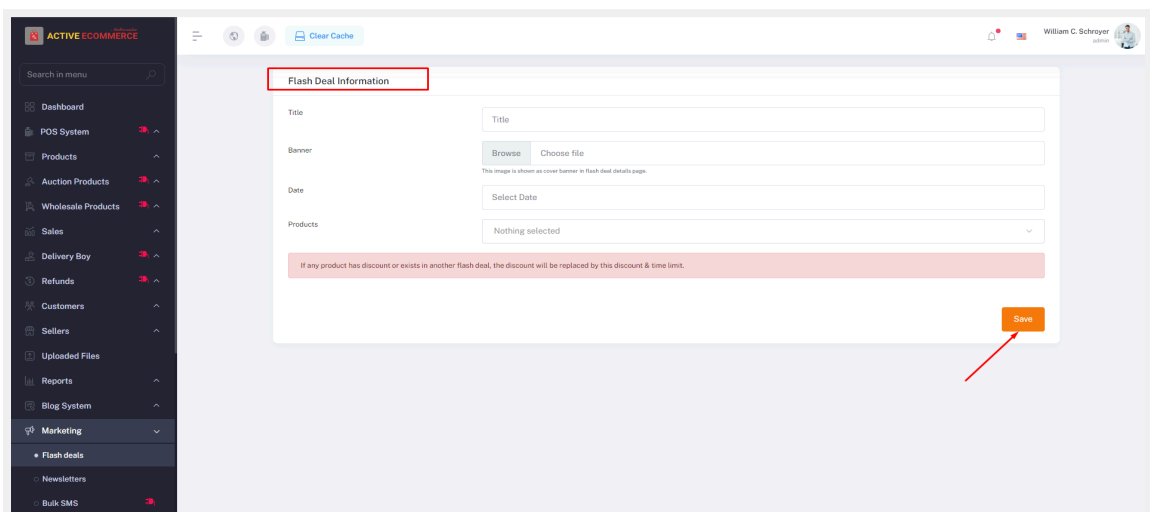 ACTIVE ECOMMERCE
Clear Cache
William C. Schroyer
admin
Search in menu
Dashboard
POS System
Products
Auction Products
Wholesale Products
Sales
Delivery Boy
Refunds
Customers
Sellers
Uploaded Files
Reports
Blog System
Marketing
Flash deals
Newsletters
Bulk SMS
Flash Deal Information
Title
Title
Banner
Browse
Choose file
This image is shown as cover banner in flash deal details page.
Date
Select Date
Products
Nothing selected
If any product has discount or exists in another flash deal, the discount will be replaced by this discount & time limit.
Save